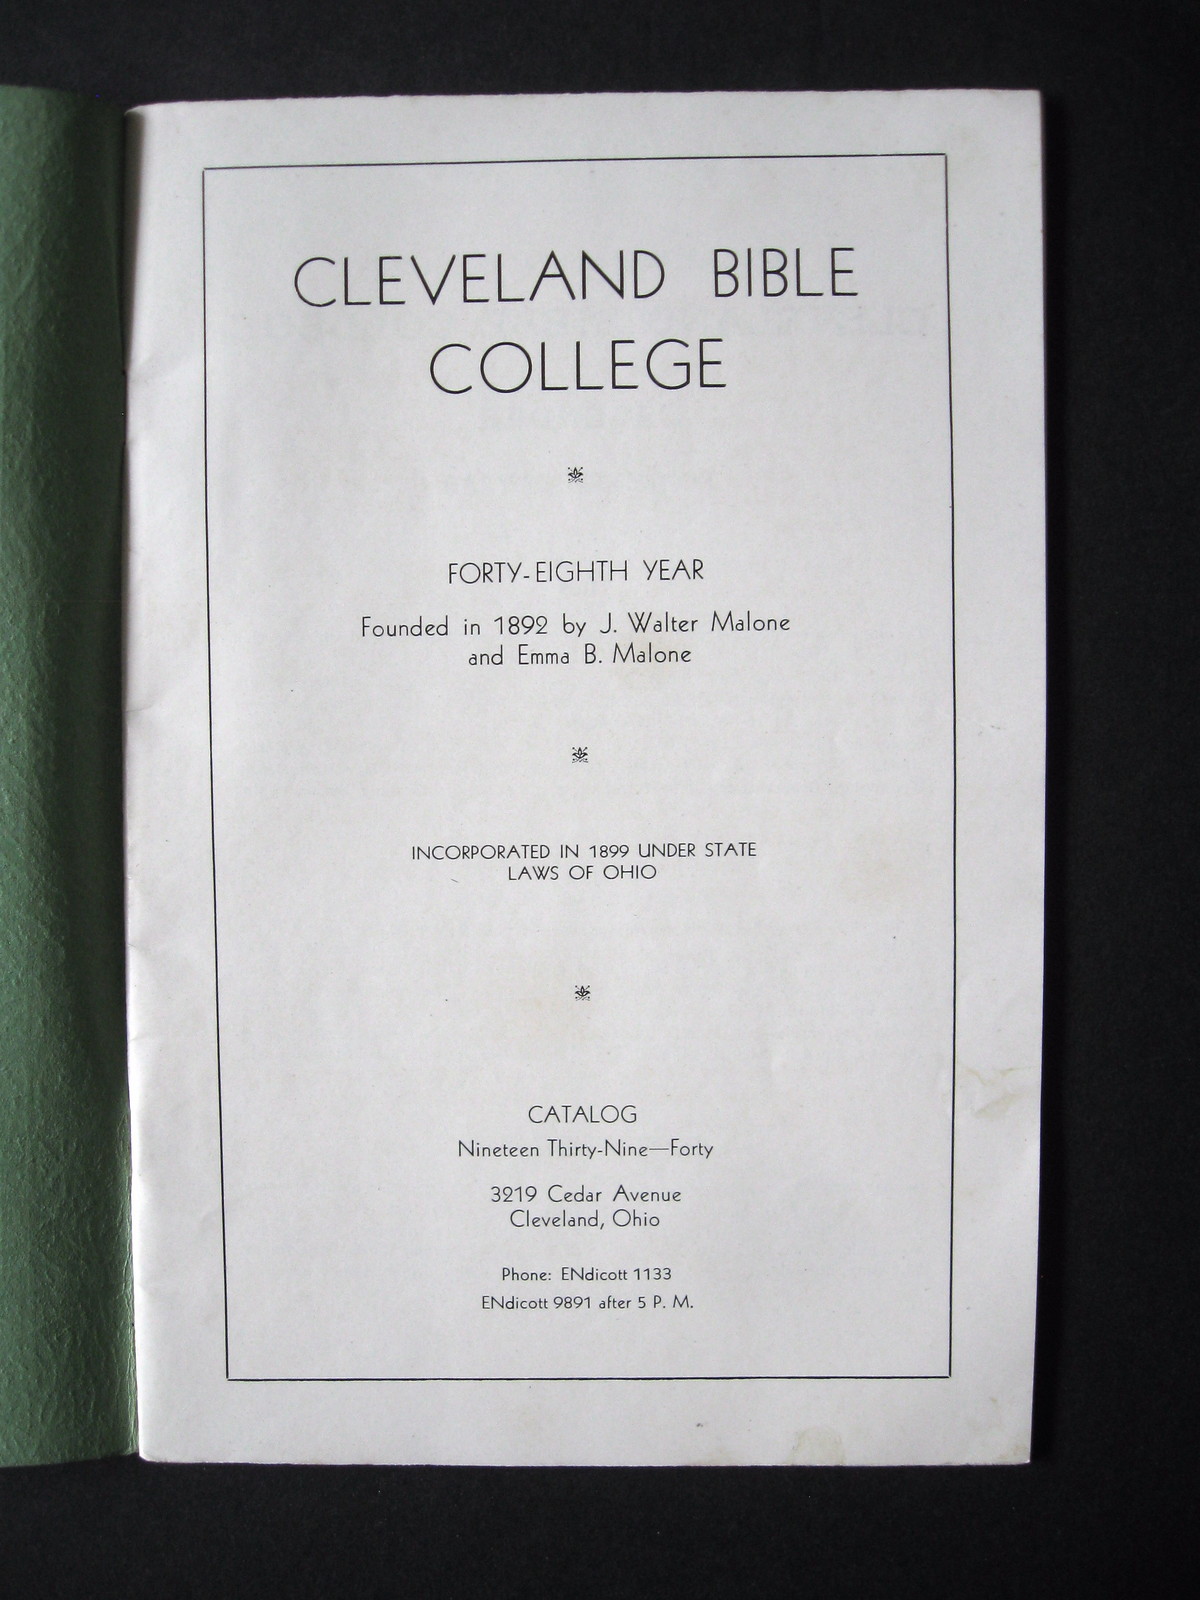 CLEVELAND BIBLE
COLLEGE
FORTY-EIGHTH YEAR
Founded in 1892 by J. Walter Malone
and Emma B. Malone
INCORPORATED IN 1899 UNDER STATE
LAWS OF OHIO
CATALOG
Nineteen Thirty-Nine—Forty
3219 Cedar Avenue
Cleveland, Ohio
Phone: ENdicott 1133
ENdicott 9891 after 5 P. M.